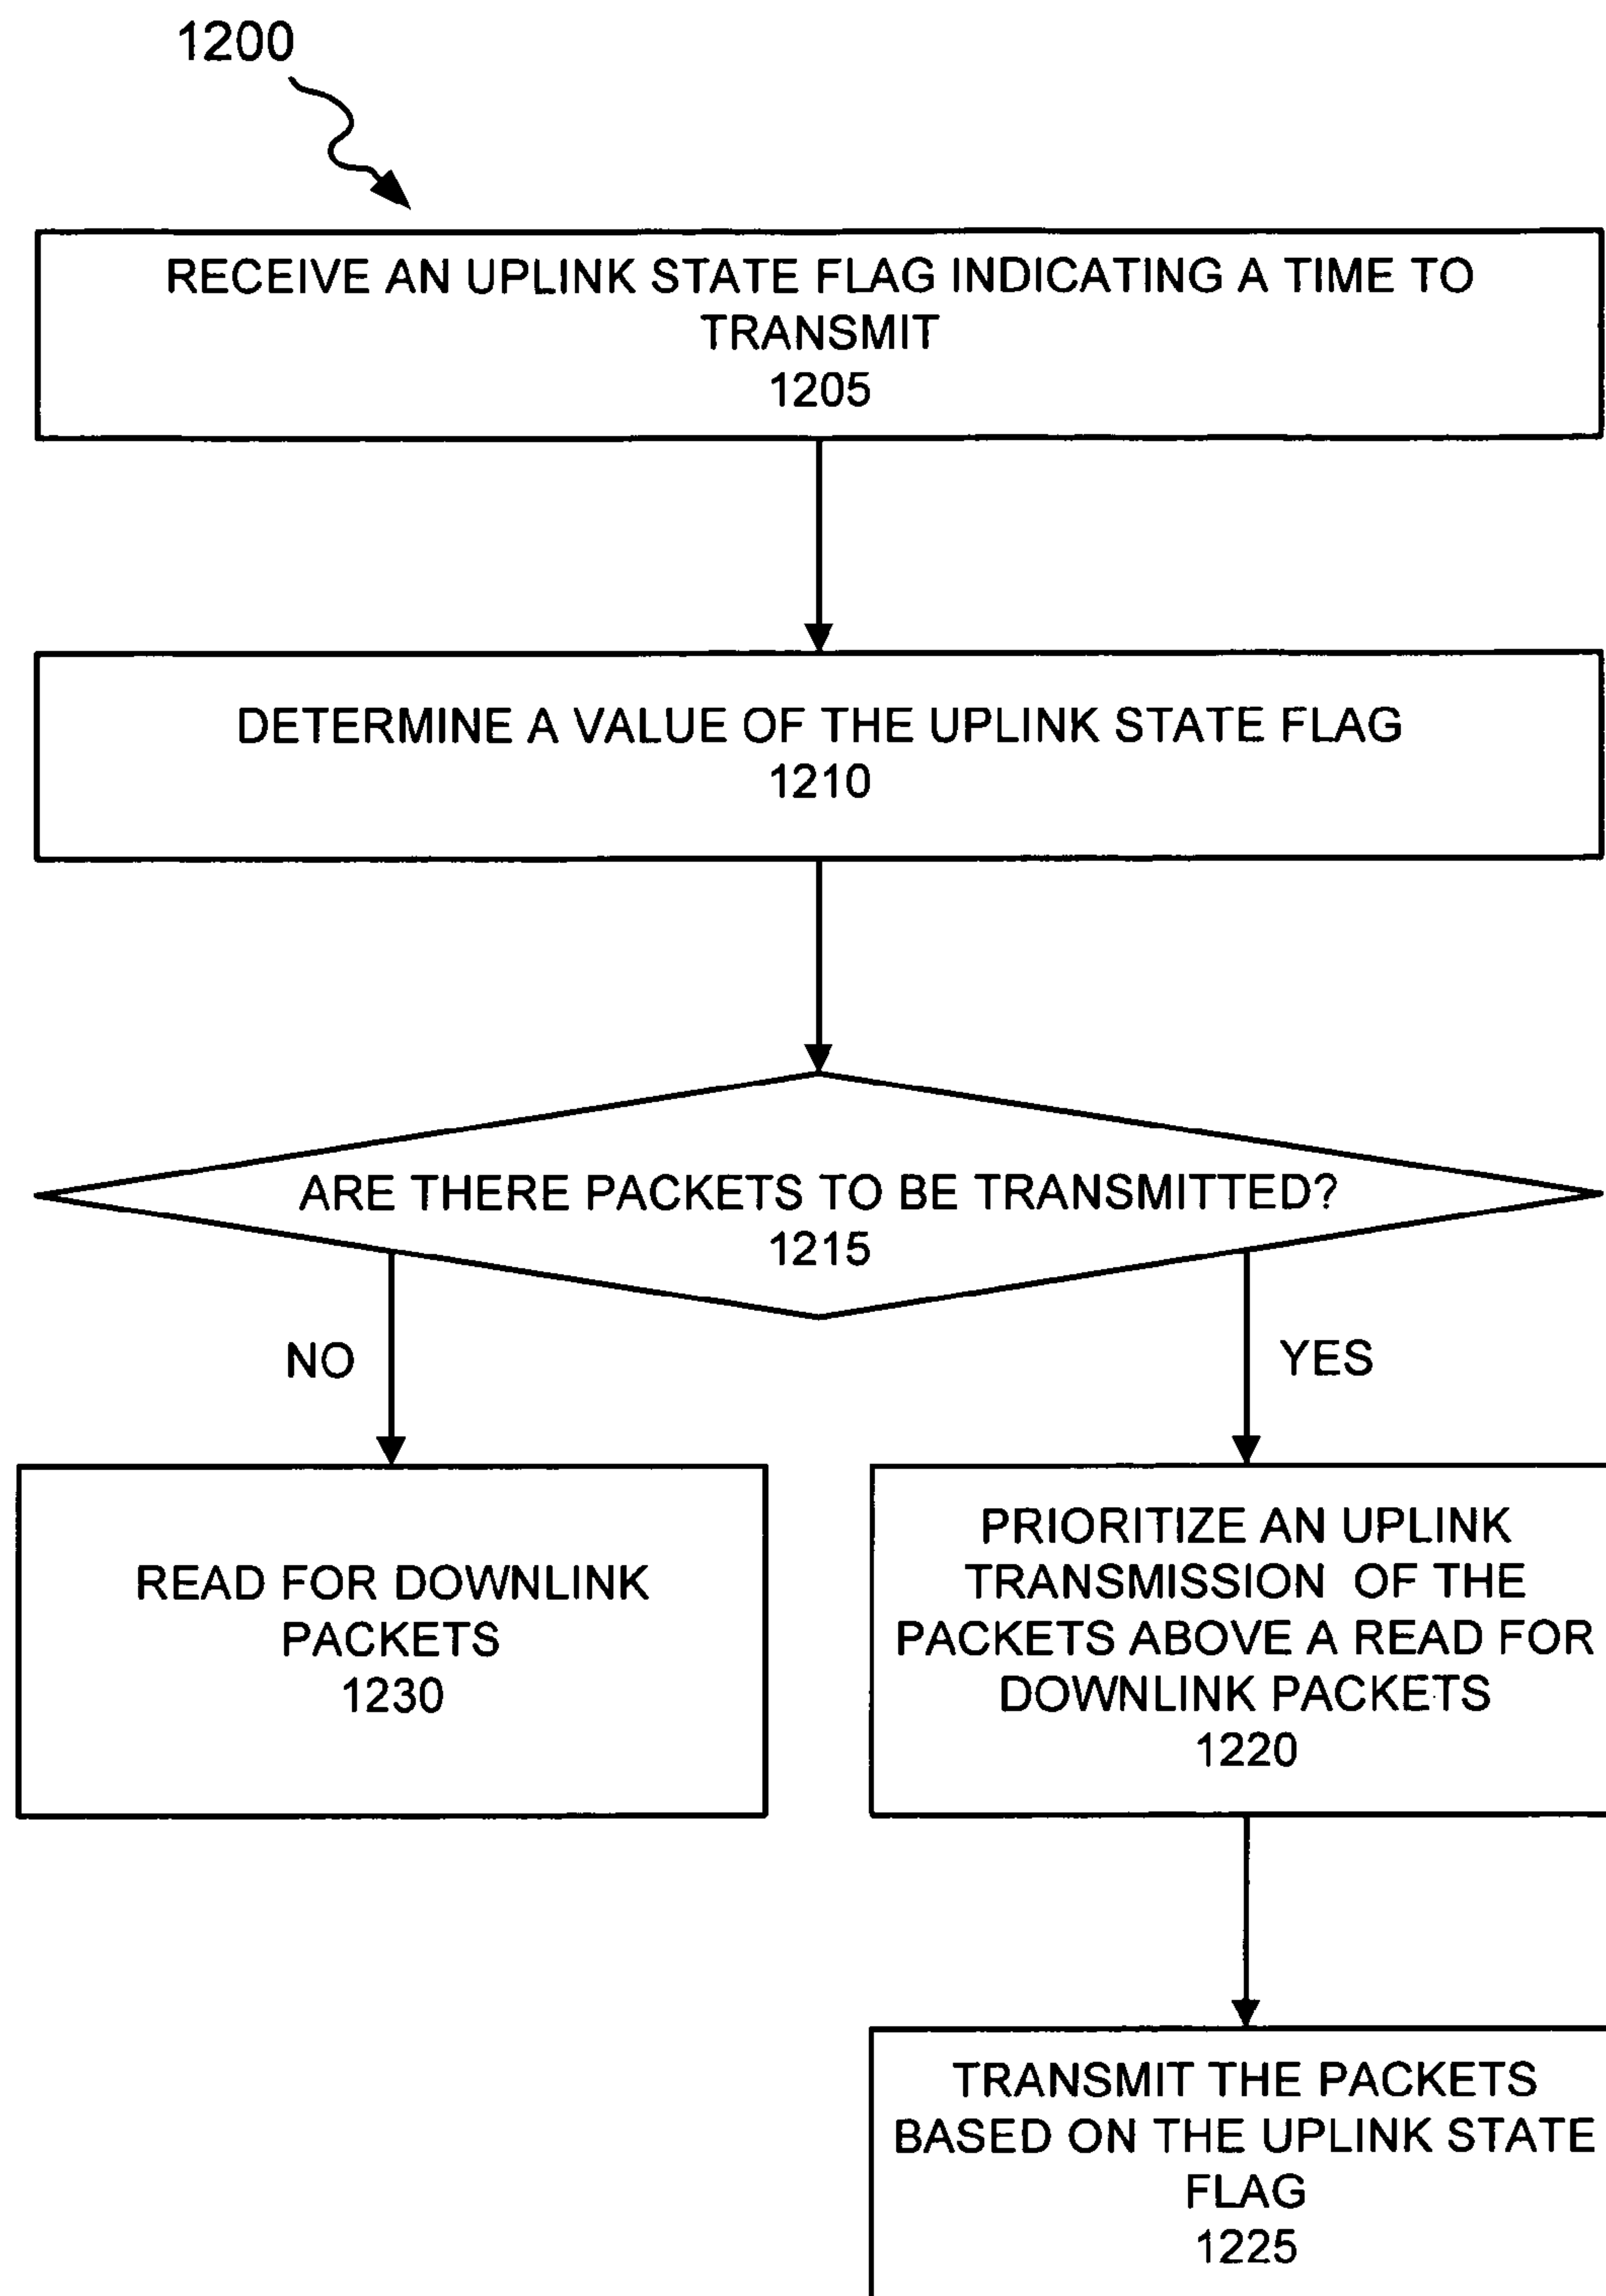 1200
RECEIVE AN UPLINK STATE FLAG INDICATING A TIME TO
TRANSMIT
1205
DETERMINE A VALUE OF THE UPLINK STATE FLAG
1210
ARE THERE PACKETS TO BE TRANSMITTED?
1215
NO
YES
READ FOR DOWNLINK
PACKETS
1230
PRIORITIZE AN UPLINK
TRANSMISSION OF THE
PACKETS ABOVE A READ FOR
DOWNLINK PACKETS
1220
TRANSMIT THE PACKETS
BASED ON THE UPLINK STATE
FLAG
1225